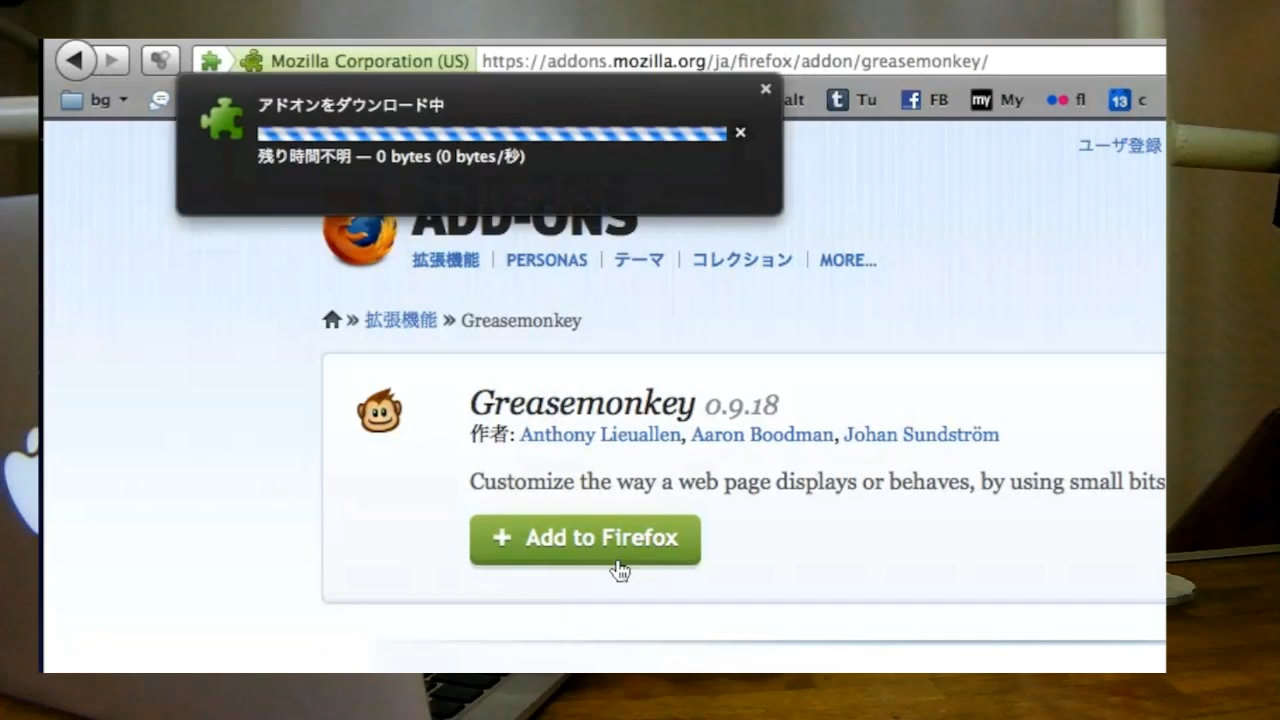 Mozilla Corporation (US) https://addons.mozilla.org/ja/firefox/addon/greasemonkey/
bg alt t Tu f FB my My fl 13 c
アドオンをダウンロード中
残り時間不明 — 0 bytes (0 bytes/秒)
ユーザ登録
ADD-ONS
拡張機能 | PERSONAS | テーマ | コレクション | MORE...
» 拡張機能 » Greasemonkey
Greasemonkey 0.9.18
作者: Anthony Lieuallen, Aaron Boodman, Johan Sundström
Customize the way a web page displays or behaves, by using small bits
+ Add to Firefox